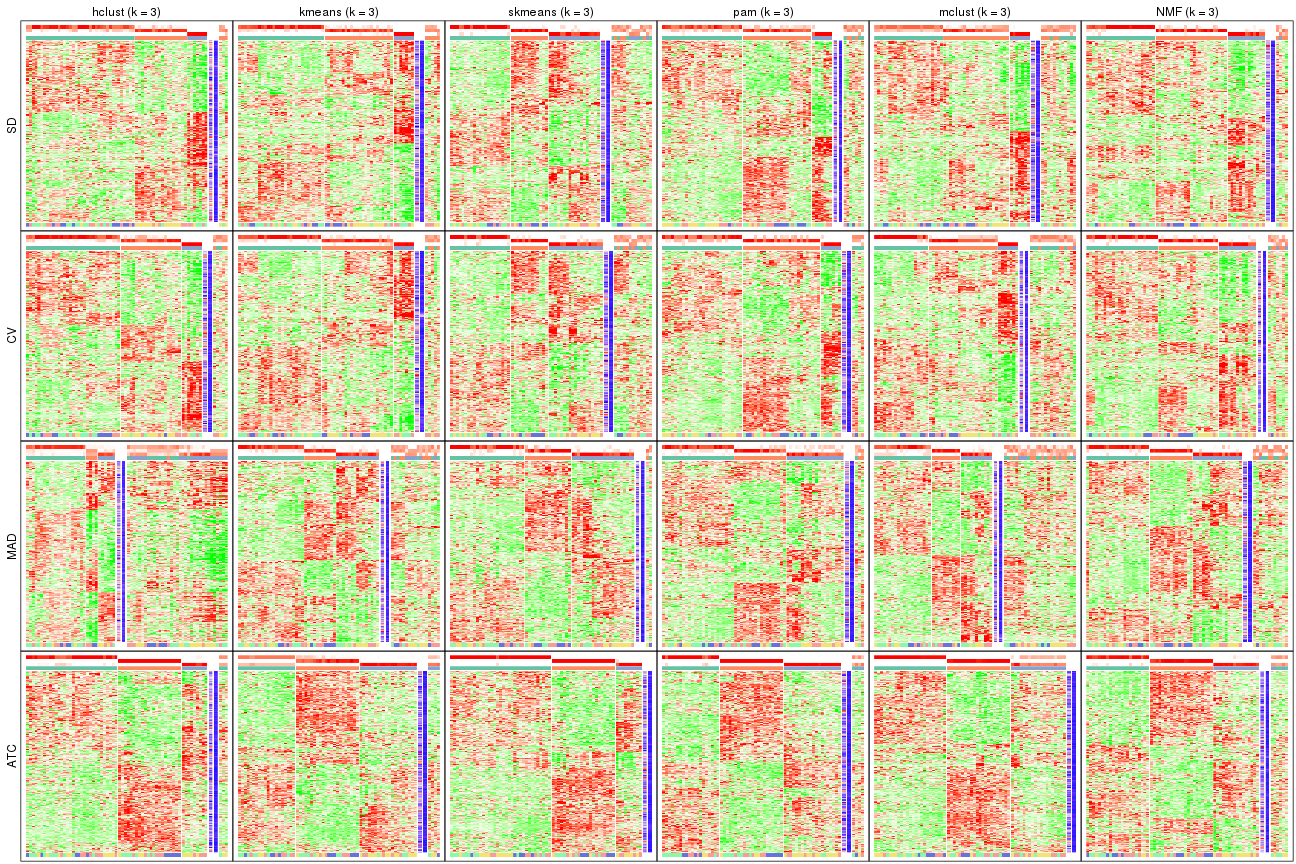 hclust (k = 3) kmeans (k = 3) skmeans (k = 3) pam (k = 3) mclust (k = 3) NMF (k = 3)
SD
CV
MAD
ATC